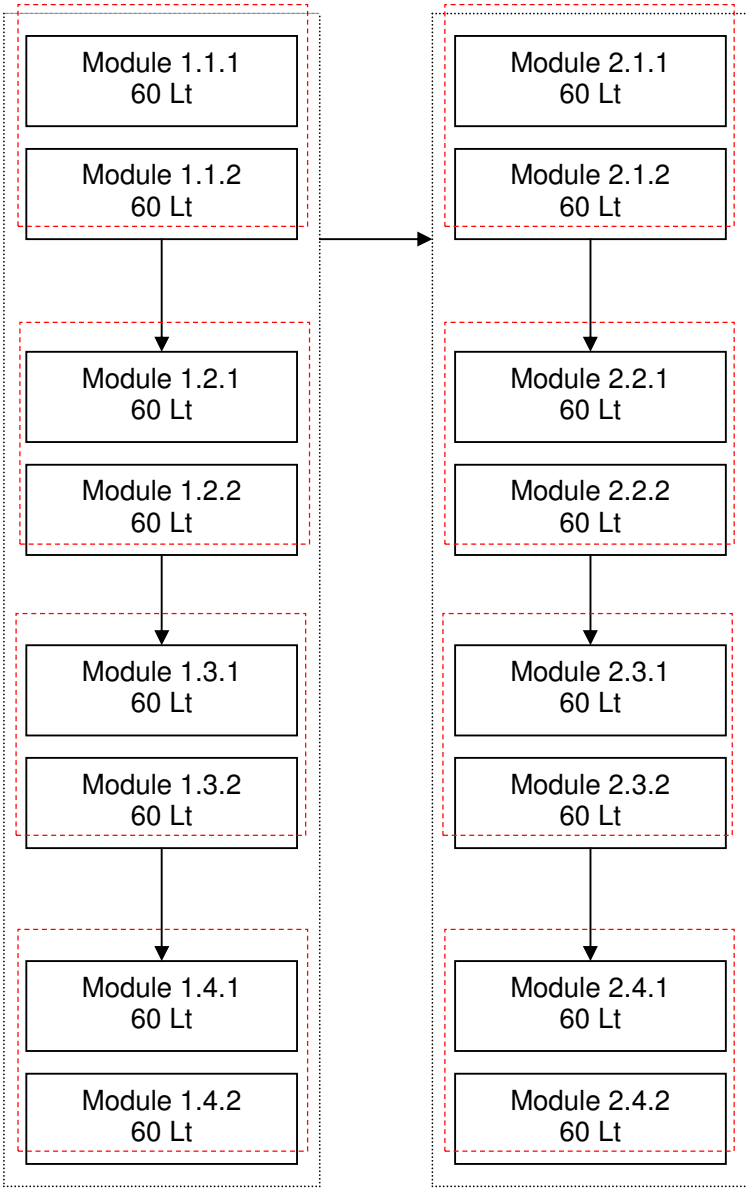 Module 1.1.1
60 Lt
Module 1.1.2
60 Lt
Module 1.2.1
60 Lt
Module 1.2.2
60 Lt
Module 1.3.1
60 Lt
Module 1.3.2
60 Lt
Module 1.4.1
60 Lt
Module 1.4.2
60 Lt
Module 2.1.1
60 Lt
Module 2.1.2
60 Lt
Module 2.2.1
60 Lt
Module 2.2.2
60 Lt
Module 2.3.1
60 Lt
Module 2.3.2
60 Lt
Module 2.4.1
60 Lt
Module 2.4.2
60 Lt